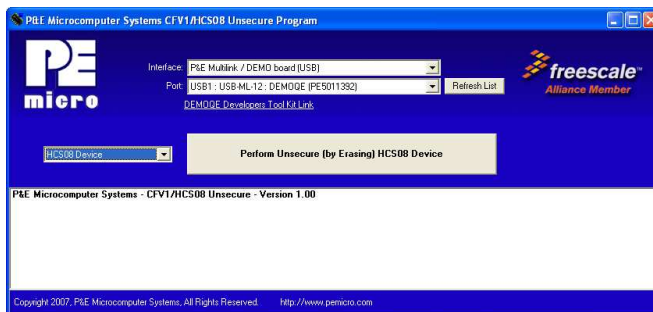 P&E Microcomputer Systems CFV1/HCS08 Unsecure Program
PE
micro
Interface: P&E Multilink / DEMO board (USB)
Port: USB1 : USB-ML-12 : DEMOQE (PE5011392)
Refresh List
DEMOQE Developers Tool Kit Link
freescale™
Alliance Member
HCS08 Device
Perform Unsecure (by Erasing) HCS08 Device
P&E Microcomputer Systems - CFV1/HCS08 Unsecure - Version 1.00
Copyright 2007, P&E Microcomputer Systems, All Rights Reserved. http://www.pemicro.com